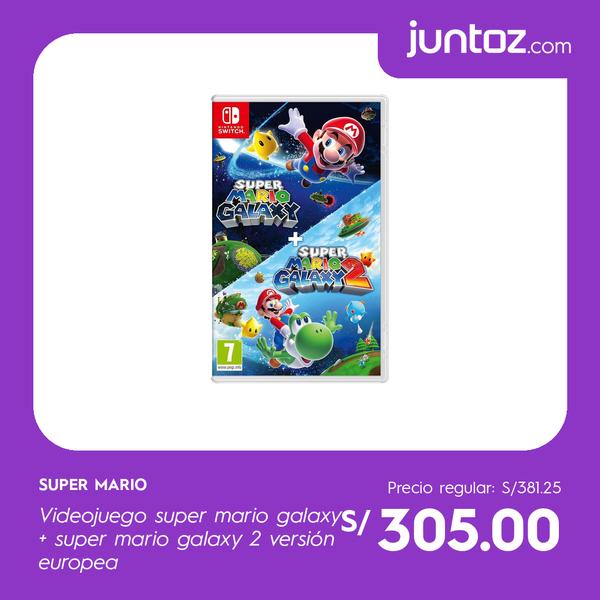 juntoz.com
NINTENDO
SWITCH
SUPER
MARIO
GALAXY
+
SUPER
MARIO
GALAXY 2
7
www.pegi.info
SUPER MARIO
Precio regular: S/381.25
Videojuego super mario galaxy
+ super mario galaxy 2 versión
europea
S/ 305.00